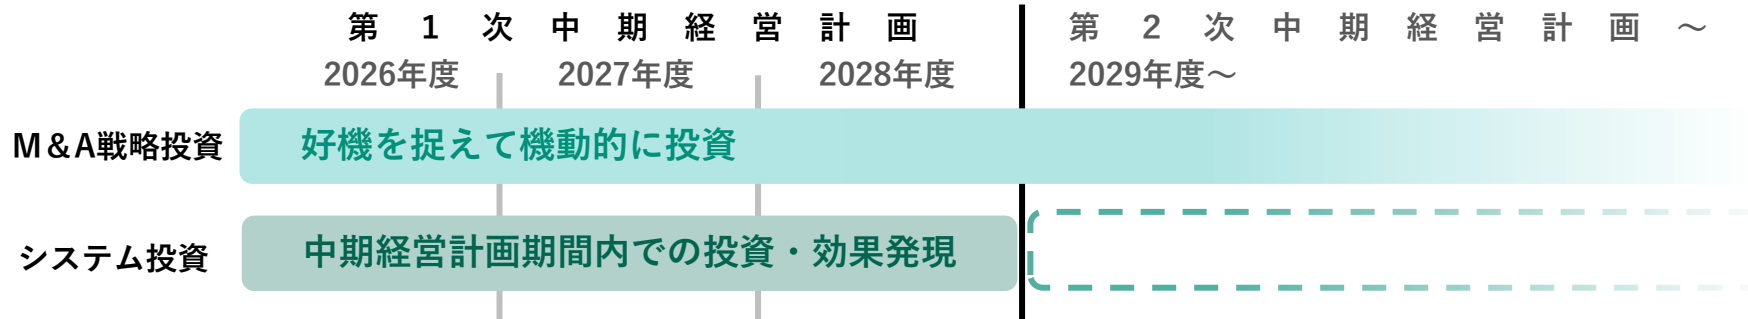 第1次中期経営計画
第2次中期経営計画～
2026年度
2027年度
2028年度
2029年度～
M＆A戦略投資
好機を捉えて機動的に投資
システム投資
中期経営計画期間内での投資・効果発現